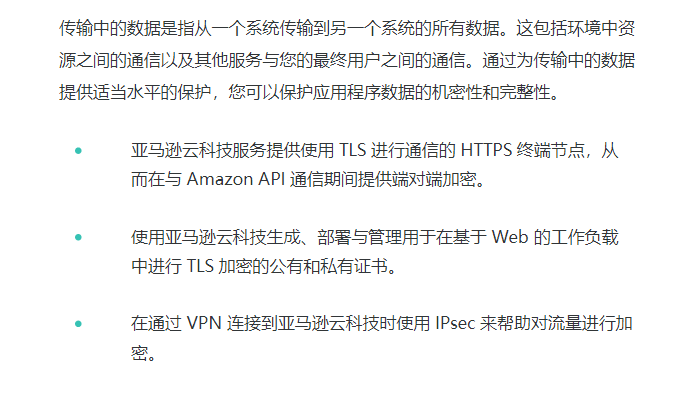 传输中的数据是指从一个系统传输到另一个系统的所有数据。这包括环境中资
源之间的通信以及其他服务与您的最终用户之间的通信。通过为传输中的数据
提供适当水平的保护，您可以保护应用程序数据的机密性和完整性。
亚马逊云科技服务提供使用 TLS 进行通信的 HTTPS 终端节点，从
而在与 Amazon API 通信期间提供端对端加密。
使用亚马逊云科技生成、部署与管理用于在基于 Web 的工作负载
中进行 TLS 加密的公有和私有证书。
在通过 VPN 连接到亚马逊云科技时使用 IPsec 来帮助对流量进行加
密。